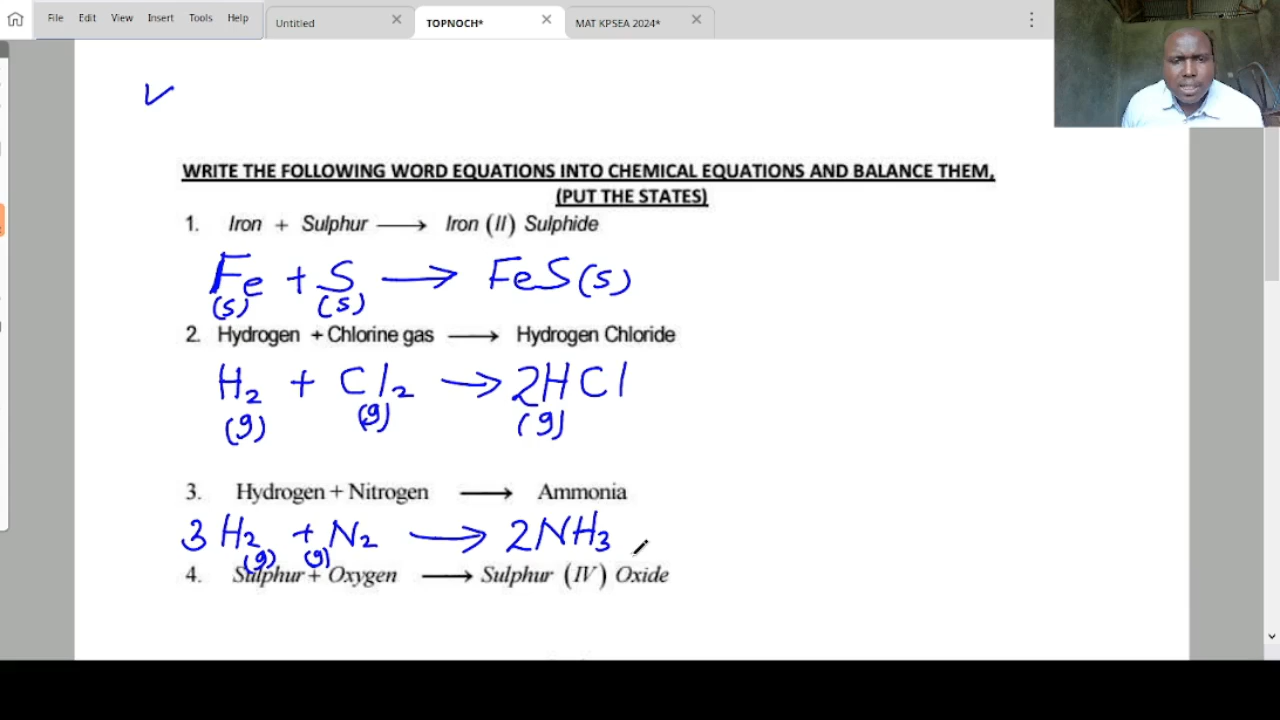 File Edit View Insert Tools Help Untitled TOPNOCH* MAT KPSEA 2024*
WRITE THE FOLLOWING WORD EQUATIONS INTO CHEMICAL EQUATIONS AND BALANCE THEM,
(PUT THE STATES)
1. Iron + Sulphur ⟶ Iron (II) Sulphide
Fe + S ⟶ FeS(s)
(s) (s)
2. Hydrogen + Chlorine gas ⟶ Hydrogen Chloride
H₂ + Cl₂ ⟶ 2HCl
(g) (g) (g)
3. Hydrogen + Nitrogen ⟶ Ammonia
3H₂ + N₂ ⟶ 2NH₃
(g) (g)
4. Sulphur + Oxygen ⟶ Sulphur (IV) Oxide